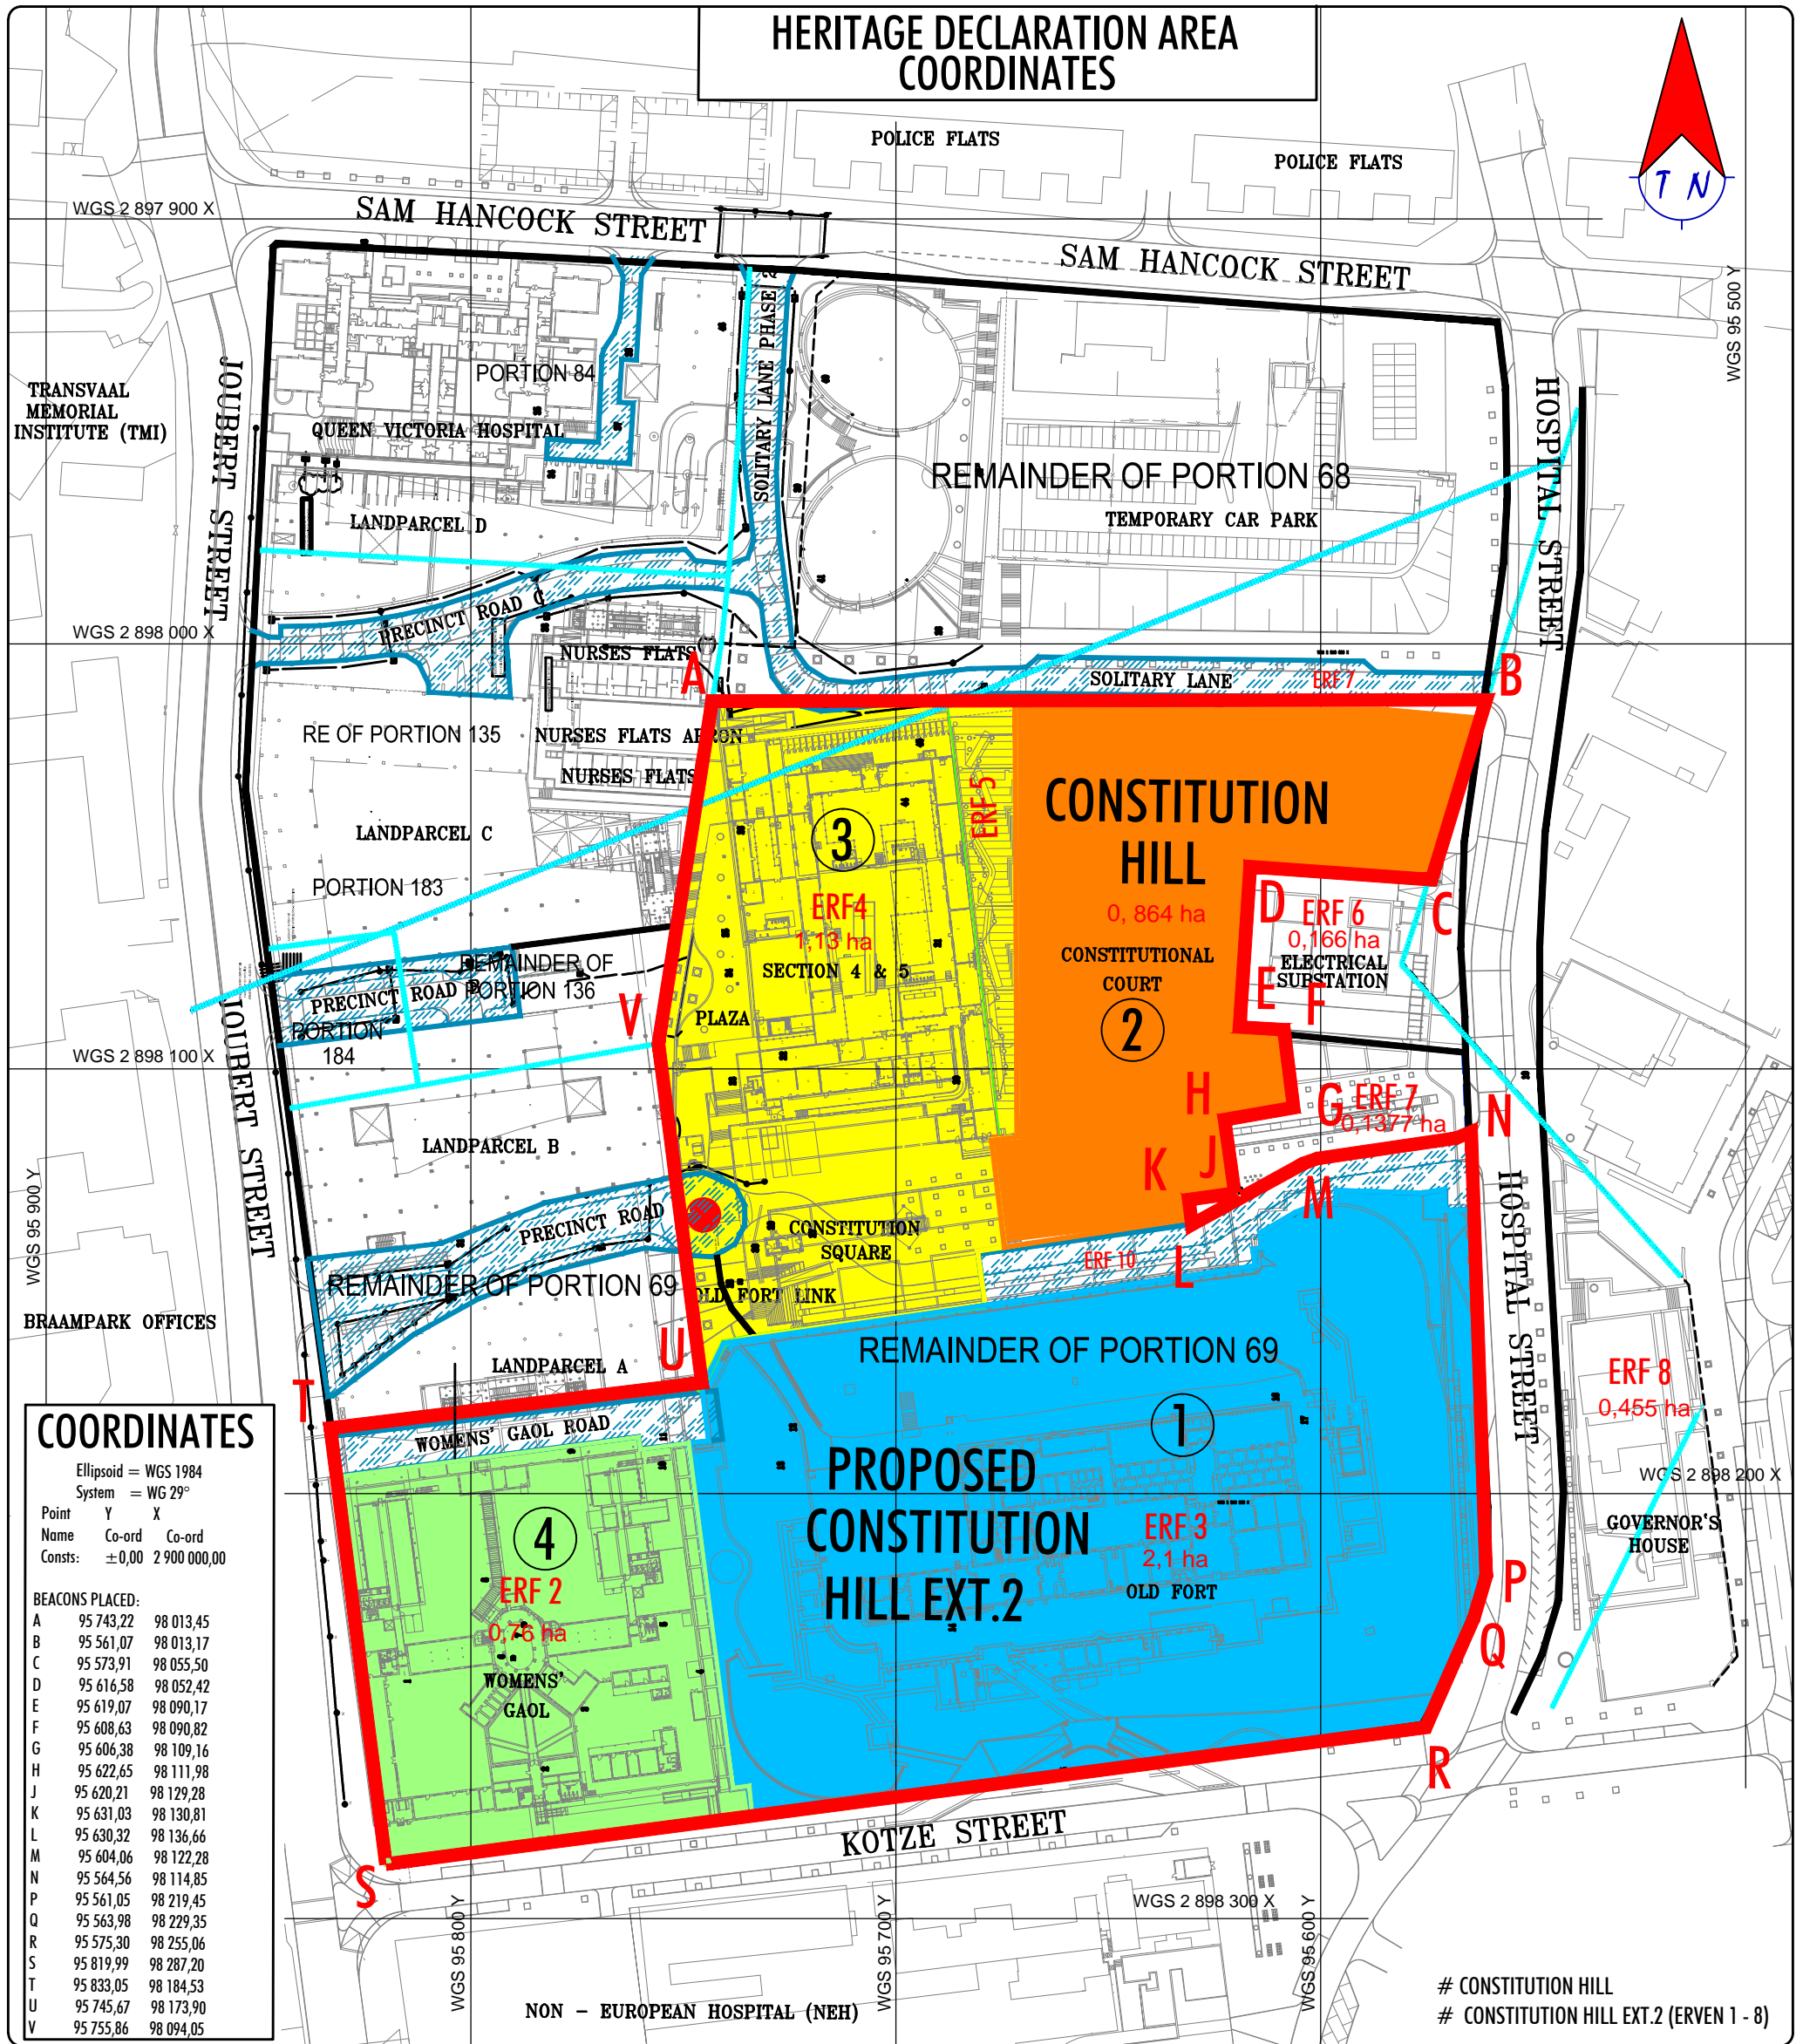 HERITAGE DECLARATION AREA
COORDINATES
T N
POLICE FLATS
POLICE FLATS
WGS 2 897 900 X
SAM HANCOCK STREET
SAM HANCOCK STREET
WGS 95 500 Y
JOUBERT STREET
TRANSVAAL
MEMORIAL
INSTITUTE (TMI)
PORTION 84
QUEEN VICTORIA HOSPITAL
SOLITARY LANE PHASE 2
HOSPITAL STREET
REMAINDER OF PORTION 68
TEMPORARY CAR PARK
LANDPARCEL D
PRECINCT ROAD C
WGS 2 898 000 X
NURSES FLATS
A
B
SOLITARY LANE
ERF 7
RE OF PORTION 135
NURSES FLATS APRON
NURSES FLATS
ERF 5
CONSTITUTION
HILL
0, 864 ha
CONSTITUTIONAL
COURT
2
3
ERF4
1,13 ha
SECTION 4 & 5
LANDPARCEL C
PORTION 183
D
C
ERF 6
0,166 ha
ELECTRICAL
SUBSTATION
E
F
REMAINDER OF
PORTION 136
PRECINCT ROAD B
PORTION
184
V
PLAZA
WGS 2 898 100 X
JOUBERT STREET
H
G
ERF 7
0,1377 ha
N
LANDPARCEL B
K
J
M
WGS 95 900 Y
PRECINCT ROAD
CONSTITUTION
SQUARE
ERF 10
L
HOSPITAL STREET
REMAINDER OF PORTION 69
OLD FORT LINK
BRAAMPARK OFFICES
REMAINDER OF PORTION 69
LANDPARCEL A
U
T
ERF 8
0,455 ha
1
WOMENS' GAOL ROAD
PROPOSED
CONSTITUTION
HILL EXT.2
ERF 3
2,1 ha
OLD FORT
WGS 2 898 200 X
GOVERNOR'S
HOUSE
4
ERF 2
0,76 ha
WOMENS'
GAOL
P
Q
R
S
KOTZE STREET
WGS 95 800 Y
WGS 95 700 Y
WGS 95 600 Y
WGS 2 898 300 X
NON - EUROPEAN HOSPITAL (NEH)
# CONSTITUTION HILL
# CONSTITUTION HILL EXT.2 (ERVEN 1 - 8)
COORDINATES
Ellipsoid = WGS 1984
System = WG 29°
Point Y X
Name Co-ord Co-ord
Consts: ±0,00 2 900 000,00
BEACONS PLACED:
A 95 743,22 98 013,45
B 95 561,07 98 013,17
C 95 573,91 98 055,50
D 95 616,58 98 052,42
E 95 619,07 98 090,17
F 95 608,63 98 090,82
G 95 606,38 98 109,16
H 95 622,65 98 111,98
J 95 620,21 98 129,28
K 95 631,03 98 130,81
L 95 630,32 98 136,66
M 95 604,06 98 122,28
N 95 564,56 98 114,85
P 95 561,05 98 219,45
Q 95 563,98 98 229,35
R 95 575,30 98 255,06
S 95 819,99 98 287,20
T 95 833,05 98 184,53
U 95 745,67 98 173,90
V 95 755,86 98 094,05